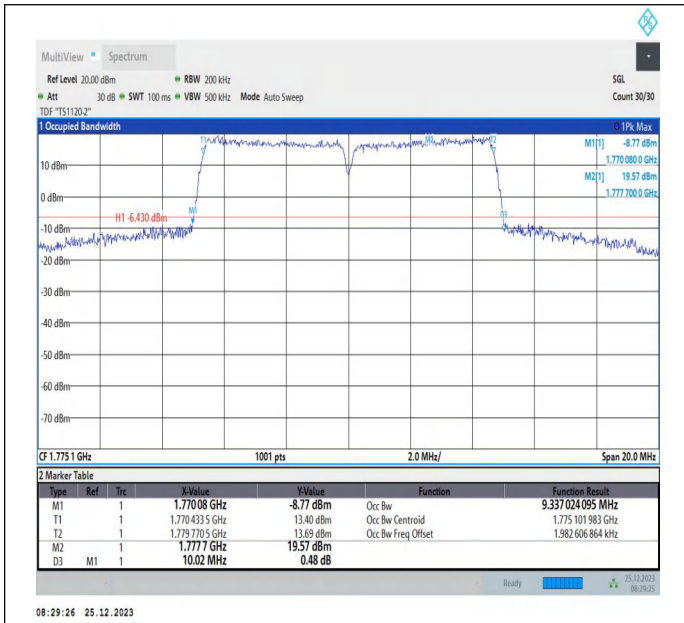 R S
MultiView Spectrum
Ref Level 20.00 dBm RBW 200 kHz SGL
Att 30 dB SWT 100 ms VBW 500 kHz Mode Auto Sweep Count 30/30
TDF "TS1120-2"
1 Occupied Bandwidth 1Pk Max
M1[1] -8.77 dBm
1.770 080 0 GHz
M2[1] 19.57 dBm
1.777 700 0 GHz
T1 M2 T2
10 dBm
0 dBm
M1 D3
H1 -6.430 dBm
-10 dBm
-20 dBm
-30 dBm
-40 dBm
-50 dBm
-60 dBm
-70 dBm
CF 1.775 1 GHz 1001 pts 2.0 MHz/ Span 20.0 MHz
2 Marker Table
Type Ref Trc X-Value Y-Value Function Function Result
M1 1 1.77008 GHz -8.77 dBm Occ Bw 9.337 024 095 MHz
T1 1 1.770 433 5 GHz 13.40 dBm Occ Bw Centroid 1.775 101 983 GHz
T2 1 1.779 770 5 GHz 13.69 dBm Occ Bw Freq Offset 1.982 606 864 kHz
M2 1 1.7777 GHz 19.57 dBm
D3 M1 1 10.02 MHz 0.48 dB
Ready 25.12.2023
08:29:25
08:29:26 25.12.2023